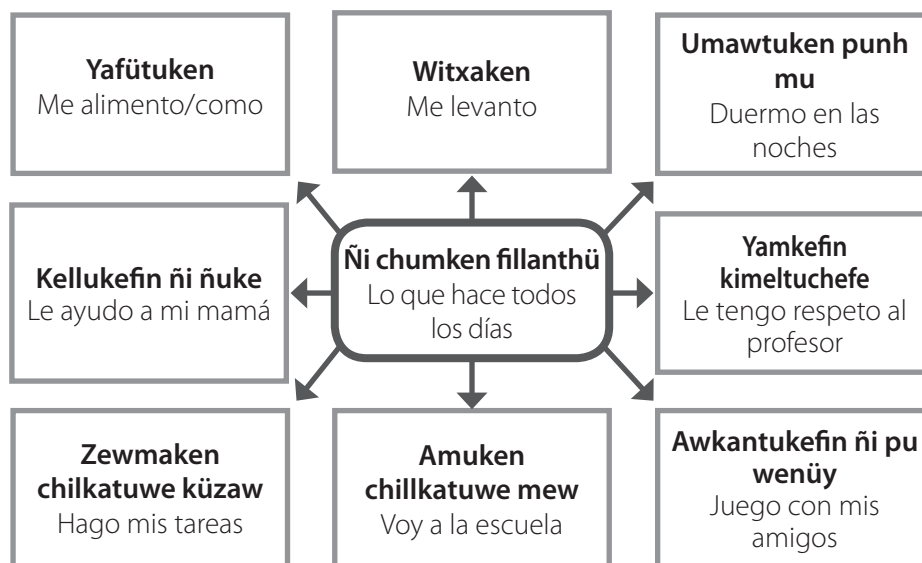 Yafütuken
Me alimento/como
Witxaken
Me levanto
Umawtuken punh
mu
Duermo en las
noches
Kellukefin ñi ñuke
Le ayudo a mi mamá
Ñi chumken fillanthü
Lo que hace todos
los días
Yamkefin
kimeltuchefe
Le tengo respeto al
profesor
Zewmaken
chilkatuwe küzaw
Hago mis tareas
Amuken
chillkatuwe mew
Voy a la escuela
Awkantukefin ñi pu
wenüy
Juego con mis
amigos